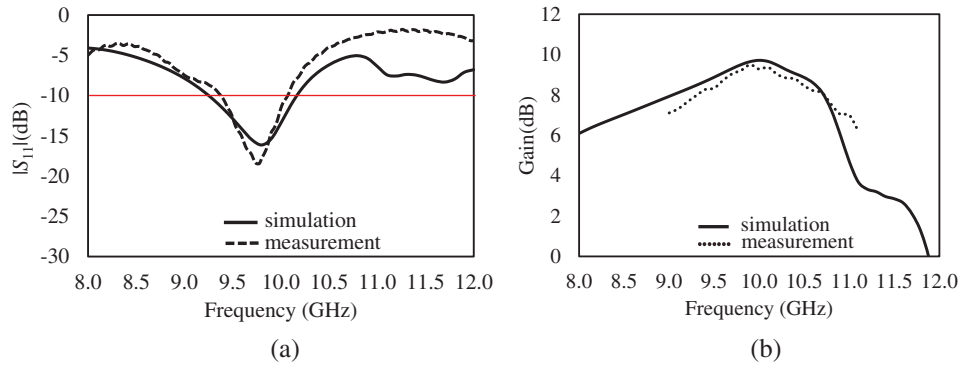 0
-5
-10
-15
-20
-25
-30
|S11|(dB)
simulation
measurement
8.0 8.5 9.0 9.5 10.0 10.5 11.0 11.5 12.0
Frequency (GHz)
(a)
12
10
8
6
4
2
0
Gain(dB)
simulation
measurement
8.0 8.5 9.0 9.5 10.0 10.5 11.0 11.5 12.0
Frequency (GHz)
(b)